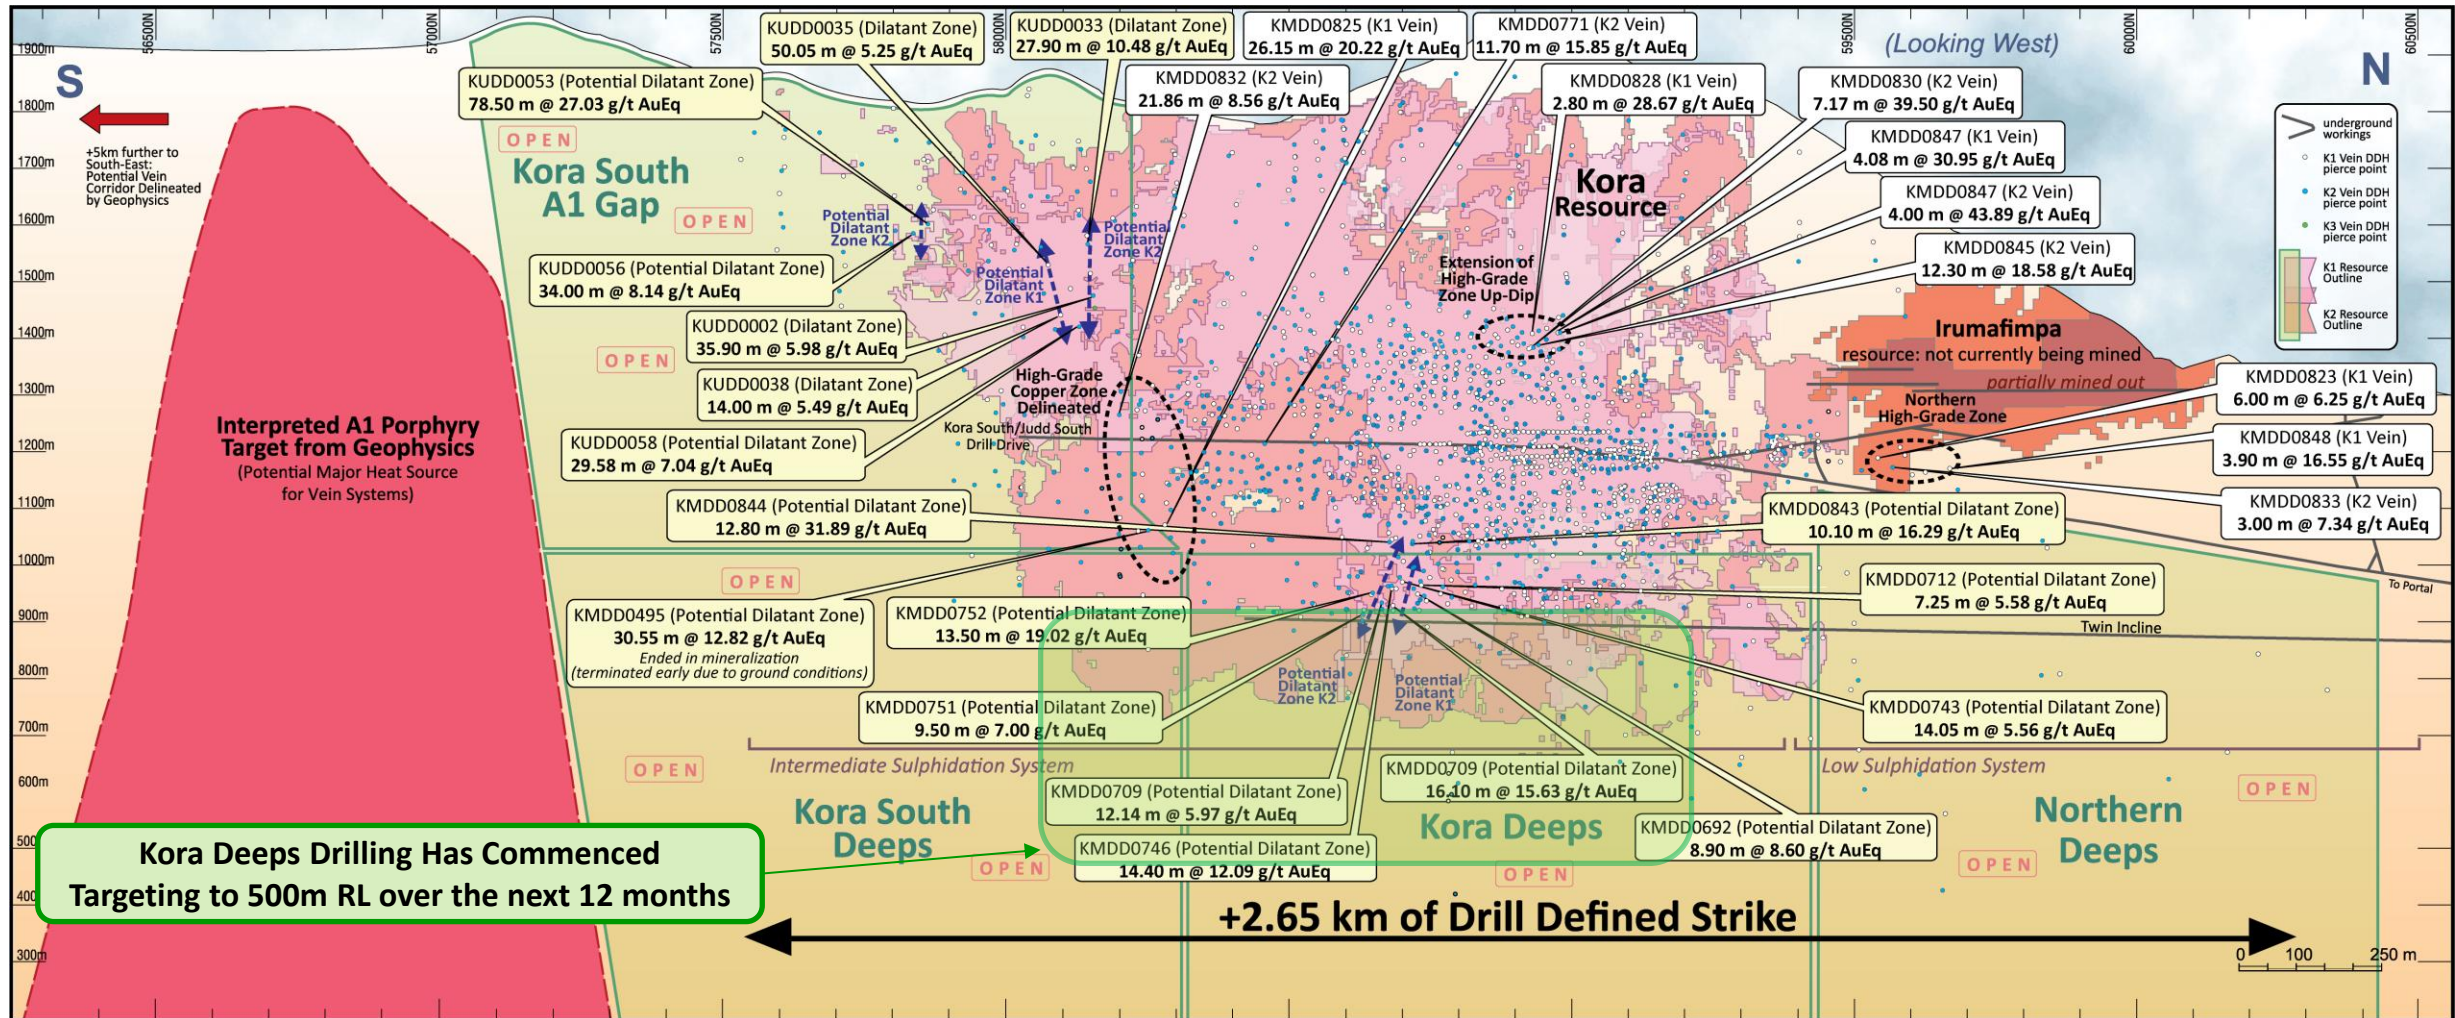 56500N
57000N
57500N
58000N
59500N
60000N
60500N
1900m
1800m
1700m
1600m
1500m
1400m
1300m
1200m
1100m
1000m
900m
800m
700m
600m
500
400
300m
S
N
(Looking West)
+5km further to
South-East:
Potential Vein
Corridor Delineated
by Geophysics
KUDD0035 (Dilatant Zone)
50.05 m @ 5.25 g/t AuEq
KUDD0033 (Dilatant Zone)
27.90 m @ 10.48 g/t AuEq
KMDD0825 (K1 Vein)
26.15 m @ 20.22 g/t AuEq
KMDD0771 (K2 Vein)
11.70 m @ 15.85 g/t AuEq
KUDD0053 (Potential Dilatant Zone)
78.50 m @ 27.03 g/t AuEq
KMDD0832 (K2 Vein)
21.86 m @ 8.56 g/t AuEq
KMDD0828 (K1 Vein)
2.80 m @ 28.67 g/t AuEq
KMDD0830 (K2 Vein)
7.17 m @ 39.50 g/t AuEq
KMDD0847 (K1 Vein)
4.08 m @ 30.95 g/t AuEq
KMDD0847 (K2 Vein)
4.00 m @ 43.89 g/t AuEq
KMDD0845 (K2 Vein)
12.30 m @ 18.58 g/t AuEq
underground
workings
K1 Vein DDH
pierce point
K2 Vein DDH
pierce point
K3 Vein DDH
pierce point
K1 Resource
Outline
K2 Resource
Outline
OPEN
Kora South
A1 Gap
OPEN
OPEN
Kora
Resource
Potential
Dilatant
Zone K2
Potential
Dilatant
Zone K1
Potential
Dilatant
Zone K2
Extension of
High-Grade
Zone Up-Dip
KUDD0056 (Potential Dilatant Zone)
34.00 m @ 8.14 g/t AuEq
KUDD0002 (Dilatant Zone)
35.90 m @ 5.98 g/t AuEq
KUDD0038 (Dilatant Zone)
14.00 m @ 5.49 g/t AuEq
KUDD0058 (Potential Dilatant Zone)
29.58 m @ 7.04 g/t AuEq
High-Grade
Copper Zone
Delineated
Kora South/Judd South
Drill Drive
Irumafimpa
resource: not currently being mined
partially mined out
Northern
High-Grade Zone
KMDD0823 (K1 Vein)
6.00 m @ 6.25 g/t AuEq
KMDD0848 (K1 Vein)
3.90 m @ 16.55 g/t AuEq
KMDD0833 (K2 Vein)
3.00 m @ 7.34 g/t AuEq
Interpreted A1 Porphyry
Target from Geophysics
(Potential Major Heat Source
for Vein Systems)
KMDD0844 (Potential Dilatant Zone)
12.80 m @ 31.89 g/t AuEq
KMDD0843 (Potential Dilatant Zone)
10.10 m @ 16.29 g/t AuEq
OPEN
KMDD0495 (Potential Dilatant Zone)
30.55 m @ 12.82 g/t AuEq
Ended in mineralization
(terminated early due to ground conditions)
KMDD0752 (Potential Dilatant Zone)
13.50 m @ 19.02 g/t AuEq
KMDD0712 (Potential Dilatant Zone)
7.25 m @ 5.58 g/t AuEq
To Portal
Twin Incline
KMDD0751 (Potential Dilatant Zone)
9.50 m @ 7.00 g/t AuEq
Potential
Dilatant
Zone K2
Potential
Dilatant
Zone K1
KMDD0743 (Potential Dilatant Zone)
14.05 m @ 5.56 g/t AuEq
OPEN
Intermediate Sulphidation System
Low Sulphidation System
KMDD0709 (Potential Dilatant Zone)
12.14 m @ 5.97 g/t AuEq
KMDD0709 (Potential Dilatant Zone)
16.10 m @ 15.63 g/t AuEq
OPEN
Kora South
Deeps
Kora Deeps
Northern
Deeps
KMDD0746 (Potential Dilatant Zone)
14.40 m @ 12.09 g/t AuEq
KMDD0692 (Potential Dilatant Zone)
8.90 m @ 8.60 g/t AuEq
OPEN
OPEN
OPEN
Kora Deeps Drilling Has Commenced
Targeting to 500m RL over the next 12 months
+2.65 km of Drill Defined Strike
0 100 250 m